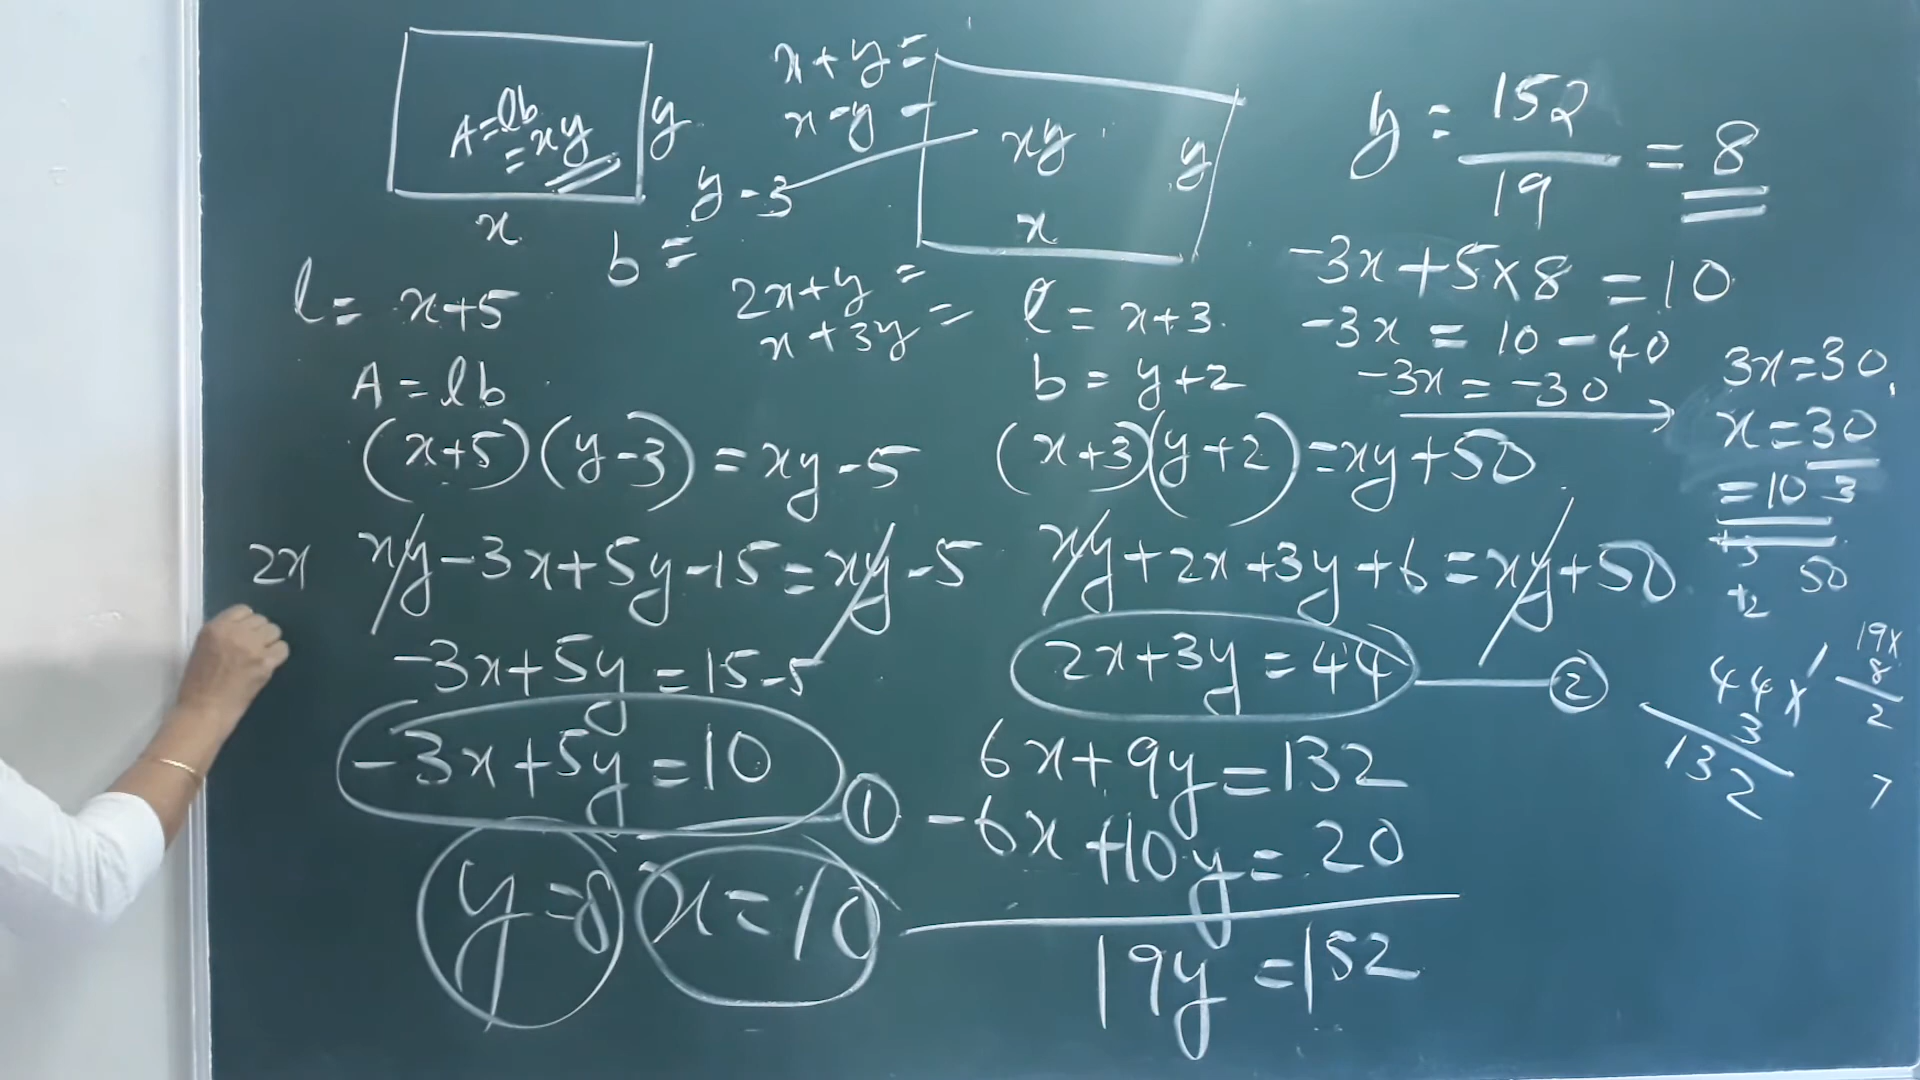 A=lb
=xy
y
x
x+y=
x-y=
xy
y
x
y-3
b=
l= x+5
A=lb
(x+5)(y-3)=xy-5
2x+y=
x+3y=
l=x+3
b=y+2
(x+3)(y+2)=xy+50
2x
xy-3x+5y-15=xy-5
-3x+5y=15-5
-3x+5y=10
1
y=8
x=10
xy+2x+3y+6=xy+50
2x+3y=44
2
6x+9y=132
-6x+10y=20
19y=152
y=152/19=8
-3x+5×8=10
-3x=10-40
-3x=-30
3x=30
x=30/3
=10
+2
50
44×
3
132
19×
8
2
7